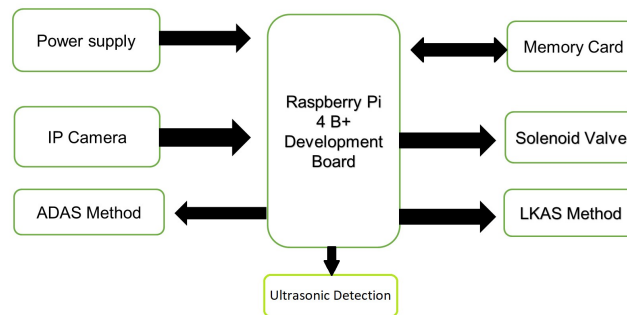 Power supply
Memory Card
Raspberry Pi
4 B+
Development
Board
IP Camera
Solenoid Valve
ADAS Method
LKAS Method
Ultrasonic Detection